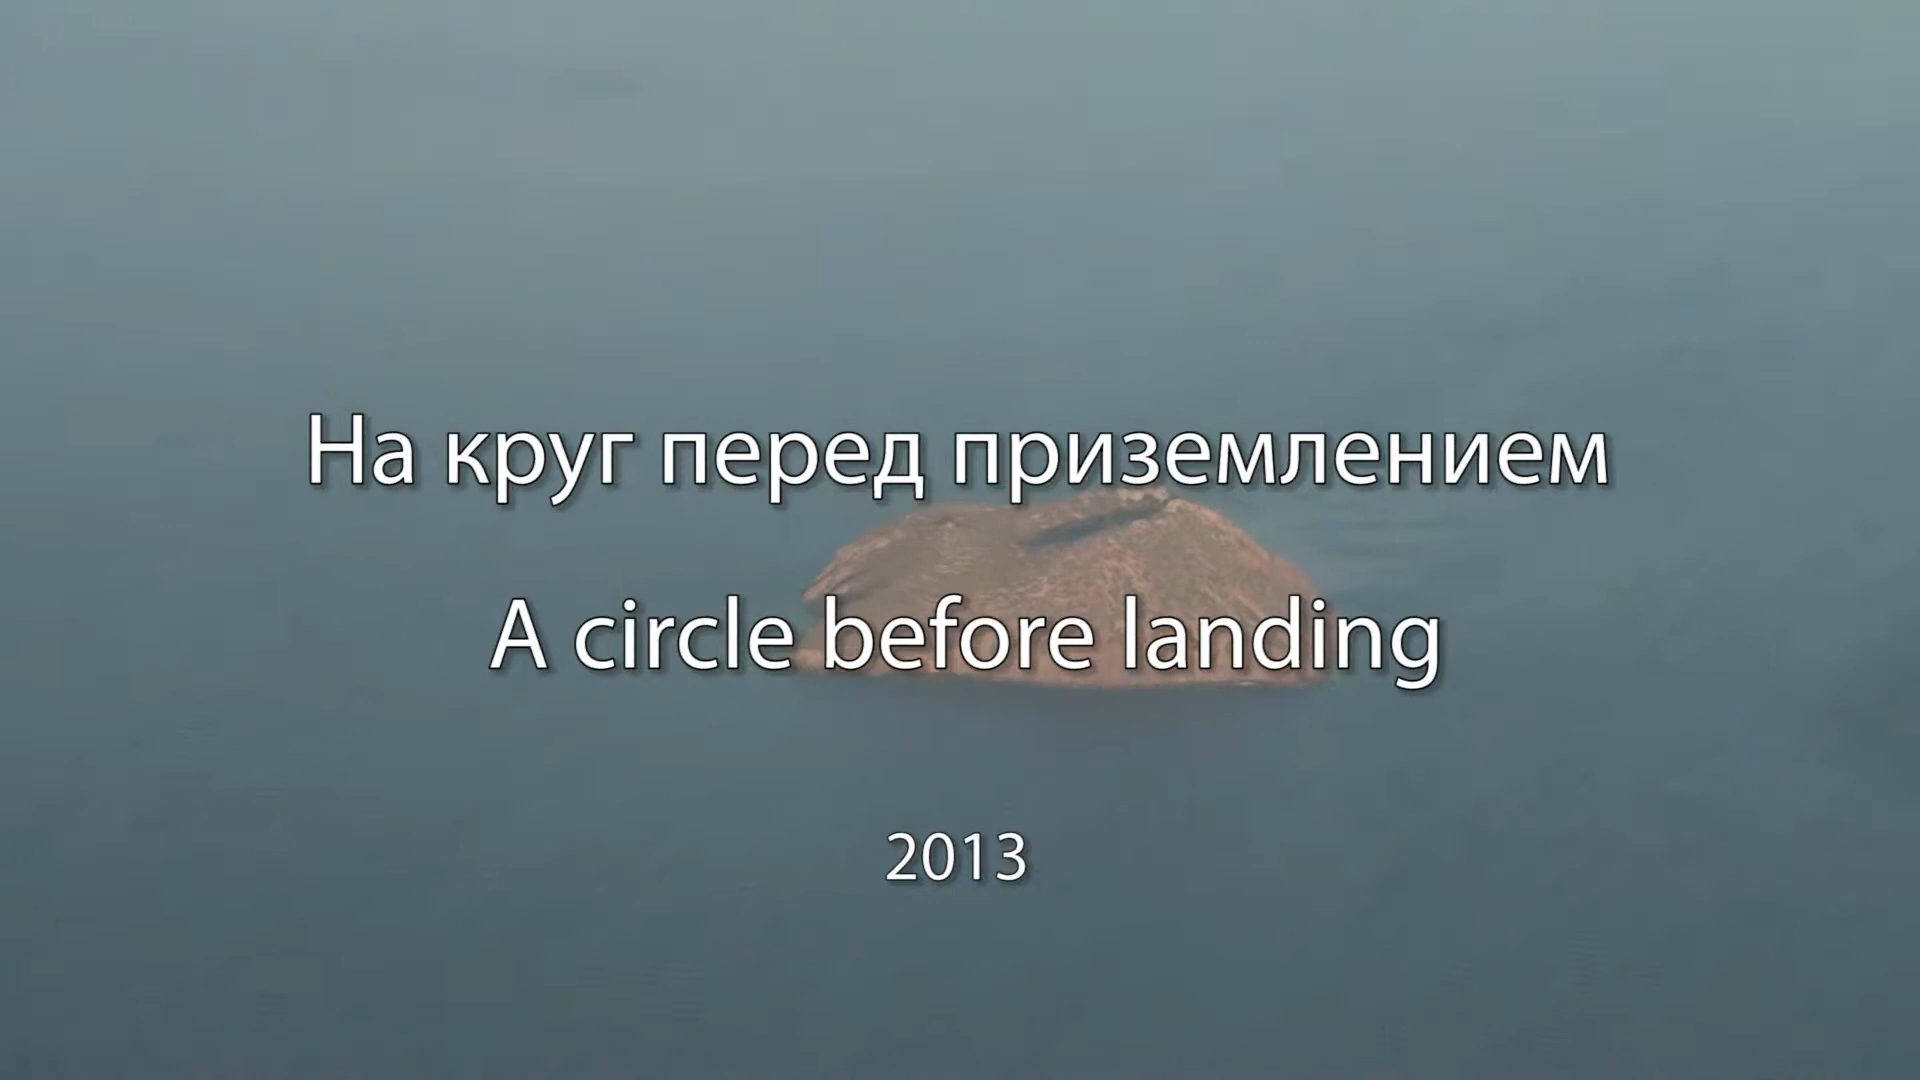 На круг перед приземлением
A circle before landing
2013